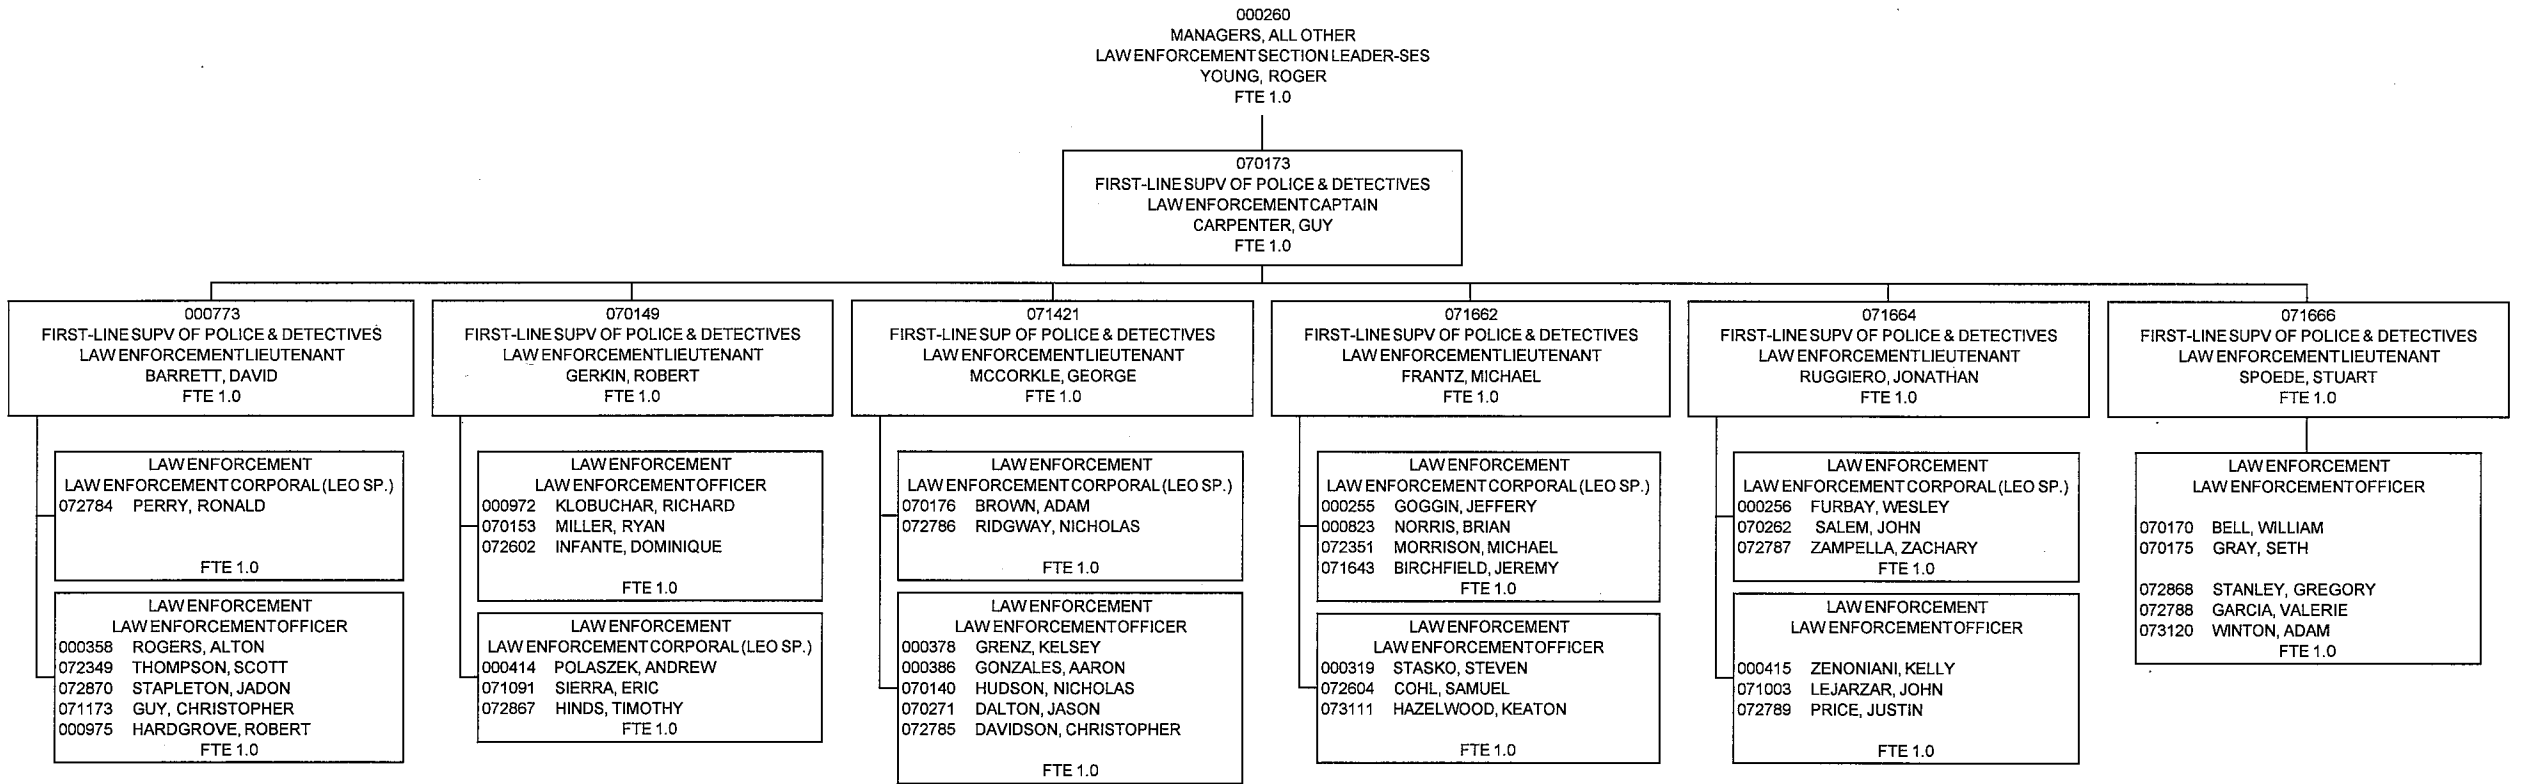 000260
MANAGERS, ALL OTHER
LAW ENFORCEMENT SECTION LEADER-SES
YOUNG, ROGER
FTE 1.0
070173
FIRST-LINE SUPV OF POLICE & DETECTIVES
LAW ENFORCEMENT CAPTAIN
CARPENTER, GUY
FTE 1.0
000773
FIRST-LINE SUPV OF POLICE & DETECTIVES
LAW ENFORCEMENT LIEUTENANT
BARRETT, DAVID
FTE 1.0
070149
FIRST-LINE SUPV OF POLICE & DETECTIVES
LAW ENFORCEMENT LIEUTENANT
GERKIN, ROBERT
FTE 1.0
071421
FIRST-LINE SUP OF POLICE & DETECTIVES
LAW ENFORCEMENT LIEUTENANT
MCCORKLE, GEORGE
FTE 1.0
071662
FIRST-LINE SUPV OF POLICE & DETECTIVES
LAW ENFORCEMENT LIEUTENANT
FRANTZ, MICHAEL
FTE 1.0
071664
FIRST-LINE SUPV OF POLICE & DETECTIVES
LAW ENFORCEMENT LIEUTENANT
RUGGIERO, JONATHAN
FTE 1.0
071666
FIRST-LINE SUPV OF POLICE & DETECTIVES
LAW ENFORCEMENT LIEUTENANT
SPOEDE, STUART
FTE 1.0
LAW ENFORCEMENT
LAW ENFORCEMENT CORPORAL (LEO SP.)
072784 PERRY, RONALD
FTE 1.0
LAW ENFORCEMENT
LAW ENFORCEMENT OFFICER
000358 ROGERS, ALTON
072349 THOMPSON, SCOTT
072870 STAPLETON, JADON
071173 GUY, CHRISTOPHER
000975 HARDGROVE, ROBERT
FTE 1.0
LAW ENFORCEMENT
LAW ENFORCEMENT OFFICER
000972 KLOBUCHAR, RICHARD
070153 MILLER, RYAN
072602 INFANTE, DOMINIQUE
FTE 1.0
LAW ENFORCEMENT
LAW ENFORCEMENT CORPORAL (LEO SP.)
000414 POLASZEK, ANDREW
071091 SIERRA, ERIC
072867 HINDS, TIMOTHY
FTE 1.0
LAW ENFORCEMENT
LAW ENFORCEMENT CORPORAL (LEO SP.)
070176 BROWN, ADAM
072786 RIDGWAY, NICHOLAS
FTE 1.0
LAW ENFORCEMENT
LAW ENFORCEMENT OFFICER
000378 GRENZ, KELSEY
000386 GONZALES, AARON
070140 HUDSON, NICHOLAS
070271 DALTON, JASON
072785 DAVIDSON, CHRISTOPHER
FTE 1.0
LAW ENFORCEMENT
LAW ENFORCEMENT CORPORAL (LEO SP.)
000255 GOGGIN, JEFFERY
000823 NORRIS, BRIAN
072351 MORRISON, MICHAEL
071643 BIRCHFIELD, JEREMY
FTE 1.0
LAW ENFORCEMENT
LAW ENFORCEMENT OFFICER
000319 STASKO, STEVEN
072604 COHL, SAMUEL
073111 HAZELWOOD, KEATON
FTE 1.0
LAW ENFORCEMENT
LAW ENFORCEMENT CORPORAL (LEO SP.)
000256 FURBAY, WESLEY
070262 SALEM, JOHN
072787 ZAMPELLA, ZACHARY
FTE 1.0
LAW ENFORCEMENT
LAW ENFORCEMENT OFFICER
000415 ZENONIANI, KELLY
071003 LEJARZAR, JOHN
072789 PRICE, JUSTIN
FTE 1.0
LAW ENFORCEMENT
LAW ENFORCEMENT OFFICER
070170 BELL, WILLIAM
070175 GRAY, SETH
072868 STANLEY, GREGORY
072788 GARCIA, VALERIE
073120 WINTON, ADAM
FTE 1.0